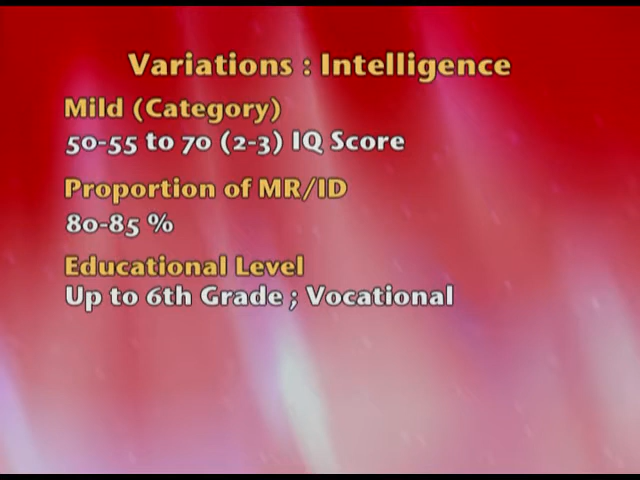 Variations : Intelligence
Mild (Category)
50-55 to 70 (2-3) IQ Score
Proportion of MR/ID
80-85 %
Educational Level
Up to 6th Grade ; Vocational